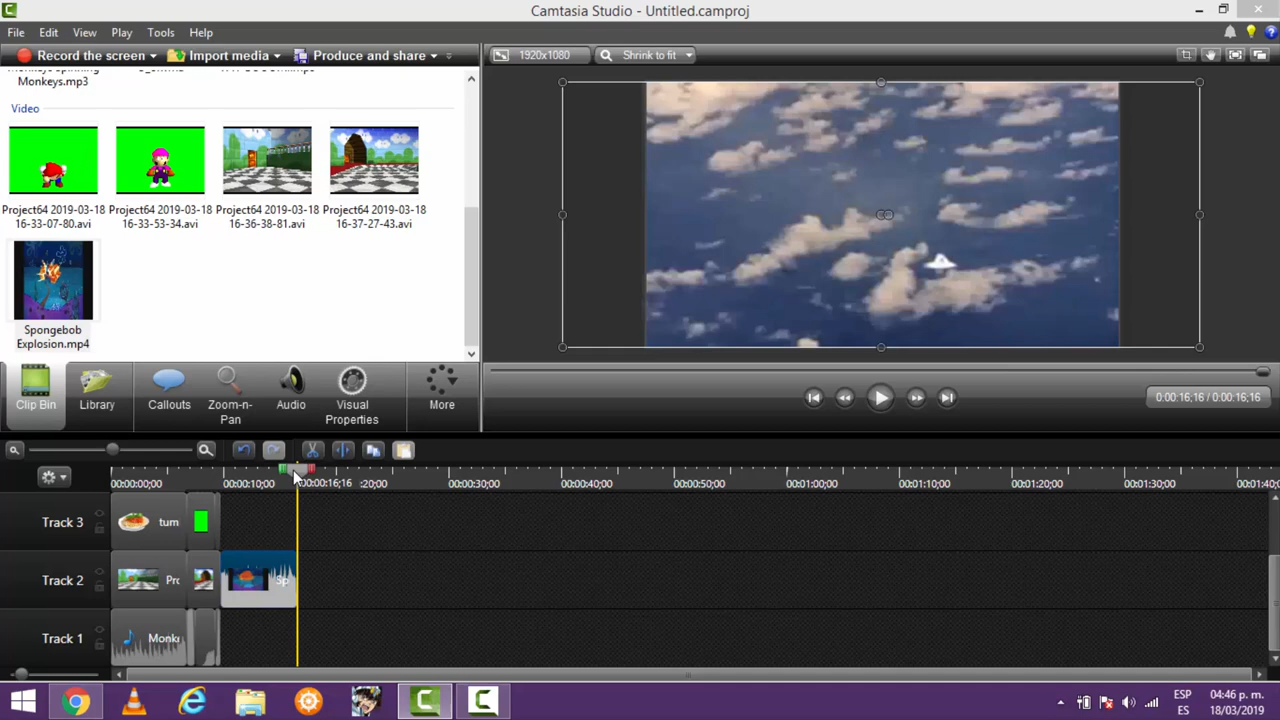 Camtasia Studio - Untitled.camproj
File Edit View Play Tools Help
Record the screen Import media Produce and share 1920x1080 Shrink to fit
Monkeys.mp3
Video
Project64 2019-03-18 Project64 2019-03-18 Project64 2019-03-18 Project64 2019-03-18
16-33-07-80.avi 16-33-53-34.avi 16-36-38-81.avi 16-37-27-43.avi
Spongebob
Explosion.mp4
Clip Bin Library Callouts Zoom-n-
Pan Audio Visual
Properties More
0:00:16;16 / 0:00:16;16
00:00:00;00 00:00:10;00 00:00:16;16 :20;00 00:00:30;00 00:00:40;00 00:00:50;00 00:01:00;00 00:01:10;00 00:01:20;00 00:01:30;00 00:01:40;0
Track 3 tum
Track 2 Pro Sp
Track 1 Monke
ESP 04:46 p. m.
ES 18/03/2019